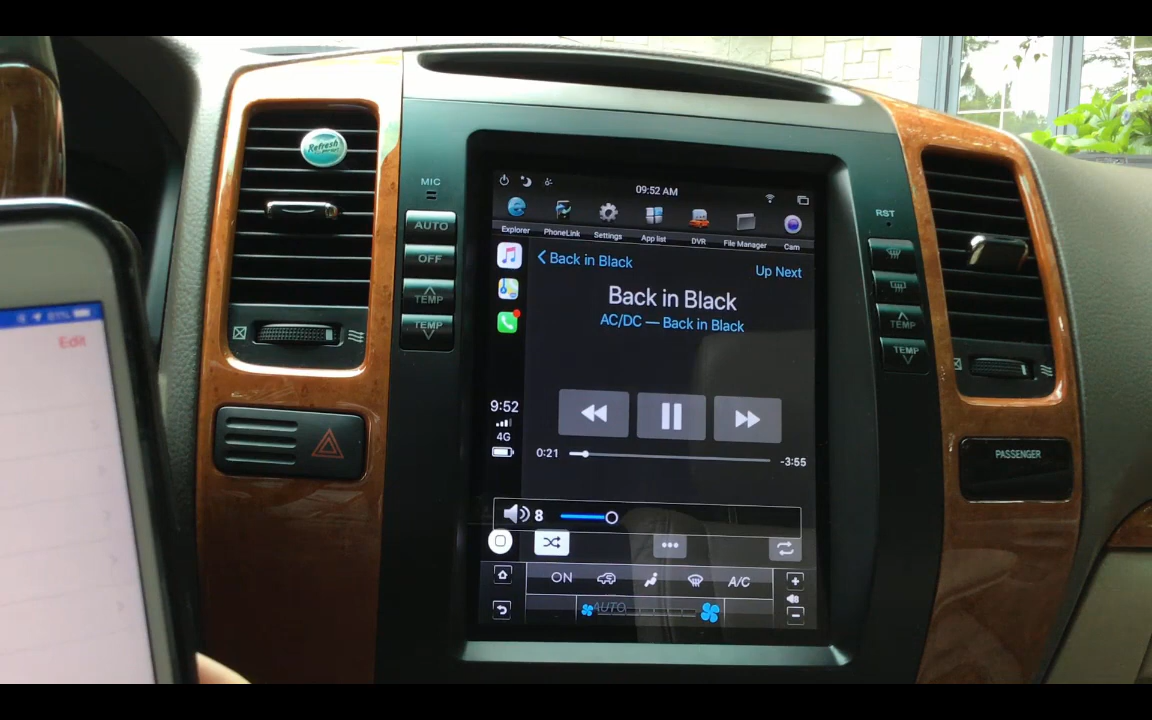 Refresh
MIC
AUTO
OFF
TEMP
TEMP
81%
Edit
09:52 AM
Explorer
PhoneLink
Settings
App list
DVR
File Manager
Cam
Back in Black
Up Next
Back in Black
AC/DC — Back in Black
9:52
4G
0:21
-3:55
8
ON
A/C
AUTO
RST
TEMP
TEMP
PASSENGER